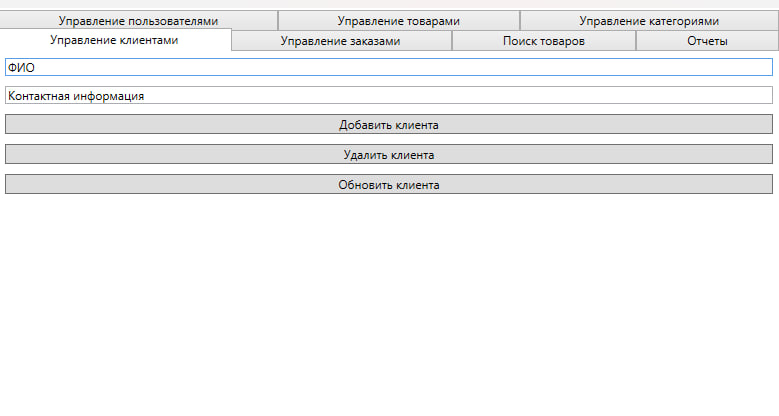 Управление пользователями Управление товарами Управление категориями
Управление клиентами Управление заказами Поиск товаров Отчеты
ФИО
Контактная информация
Добавить клиента
Удалить клиента
Обновить клиента